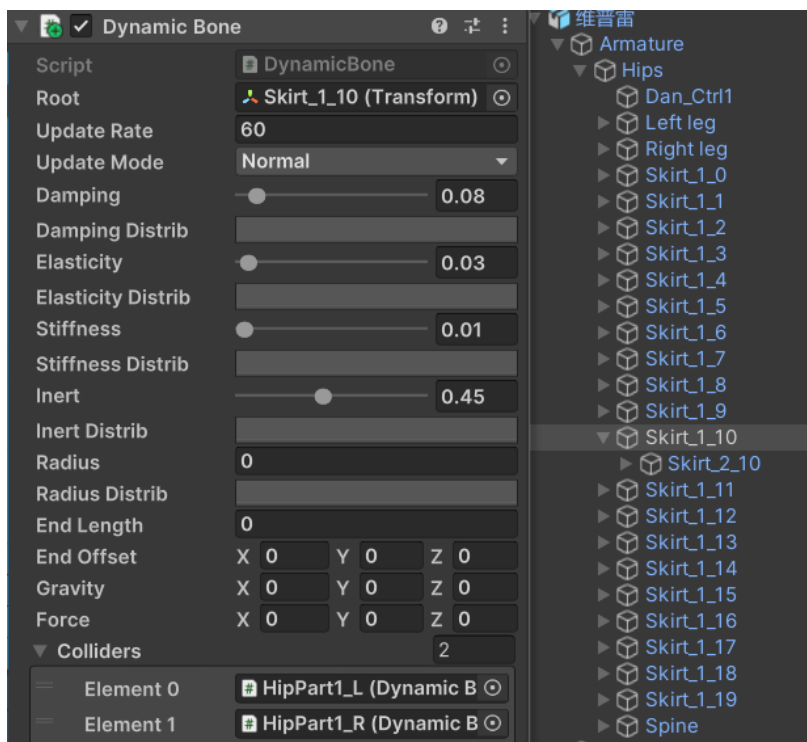 Dynamic Bone
Script
DynamicBone
Root
Skirt_1_10 (Transform)
Update Rate
60
Update Mode
Normal
Damping
0.08
Damping Distrib
Elasticity
0.03
Elasticity Distrib
Stiffness
0.01
Stiffness Distrib
Inert
0.45
Inert Distrib
Radius
0
Radius Distrib
End Length
0
End Offset
X 0 Y 0 Z 0
Gravity
X 0 Y 0 Z 0
Force
X 0 Y 0 Z 0
Colliders
2
Element 0
# HipPart1_L (Dynamic B
Element 1
# HipPart1_R (Dynamic B
维普雷
Armature
Hips
Dan_Ctrl1
Left leg
Right leg
Skirt_1_0
Skirt_1_1
Skirt_1_2
Skirt_1_3
Skirt_1_4
Skirt_1_5
Skirt_1_6
Skirt_1_7
Skirt_1_8
Skirt_1_9
Skirt_1_10
Skirt_2_10
Skirt_1_11
Skirt_1_12
Skirt_1_13
Skirt_1_14
Skirt_1_15
Skirt_1_16
Skirt_1_17
Skirt_1_18
Skirt_1_19
Spine